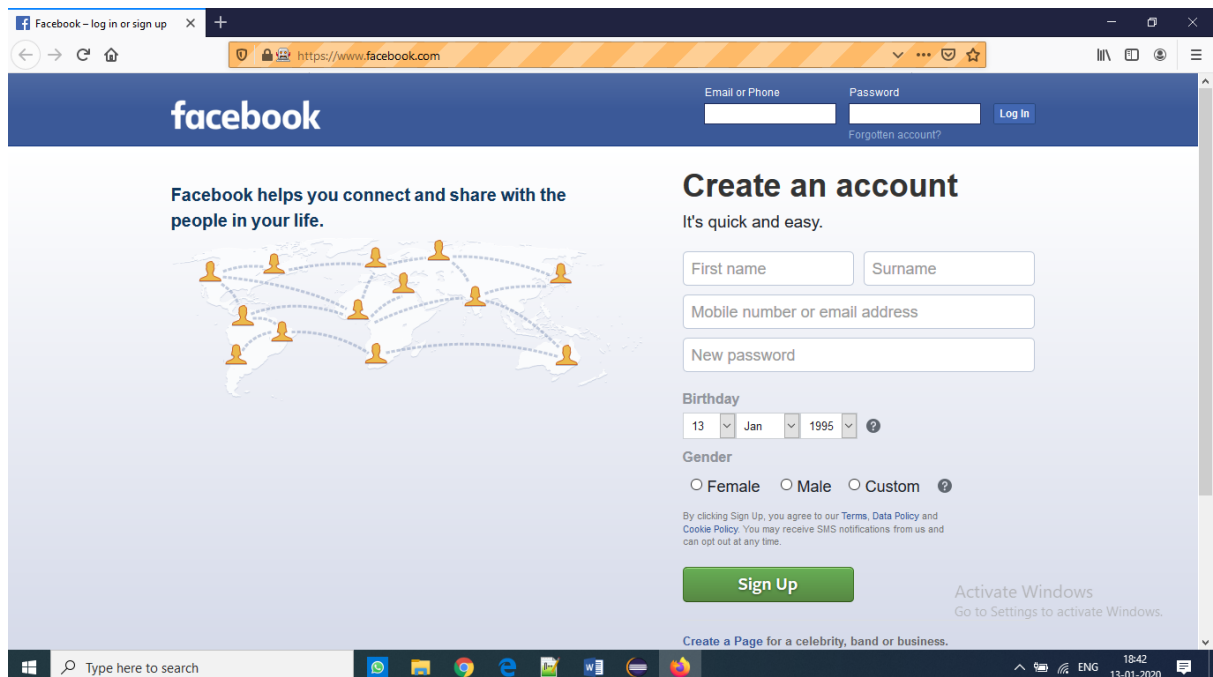 Facebook – log in or sign up
https://www.facebook.com
facebook
Email or Phone
Password
Log In
Forgotten account?
Facebook helps you connect and share with the
people in your life.
Create an account
It's quick and easy.
First name
Surname
Mobile number or email address
New password
Birthday
13
Jan
1995
Gender
Female
Male
Custom
By clicking Sign Up, you agree to our Terms, Data Policy and
Cookie Policy. You may receive SMS notifications from us and
can opt out at any time.
Sign Up
Activate Windows
Go to Settings to activate Windows.
Create a Page for a celebrity, band or business.
Type here to search
ENG
18:42
13-01-2020